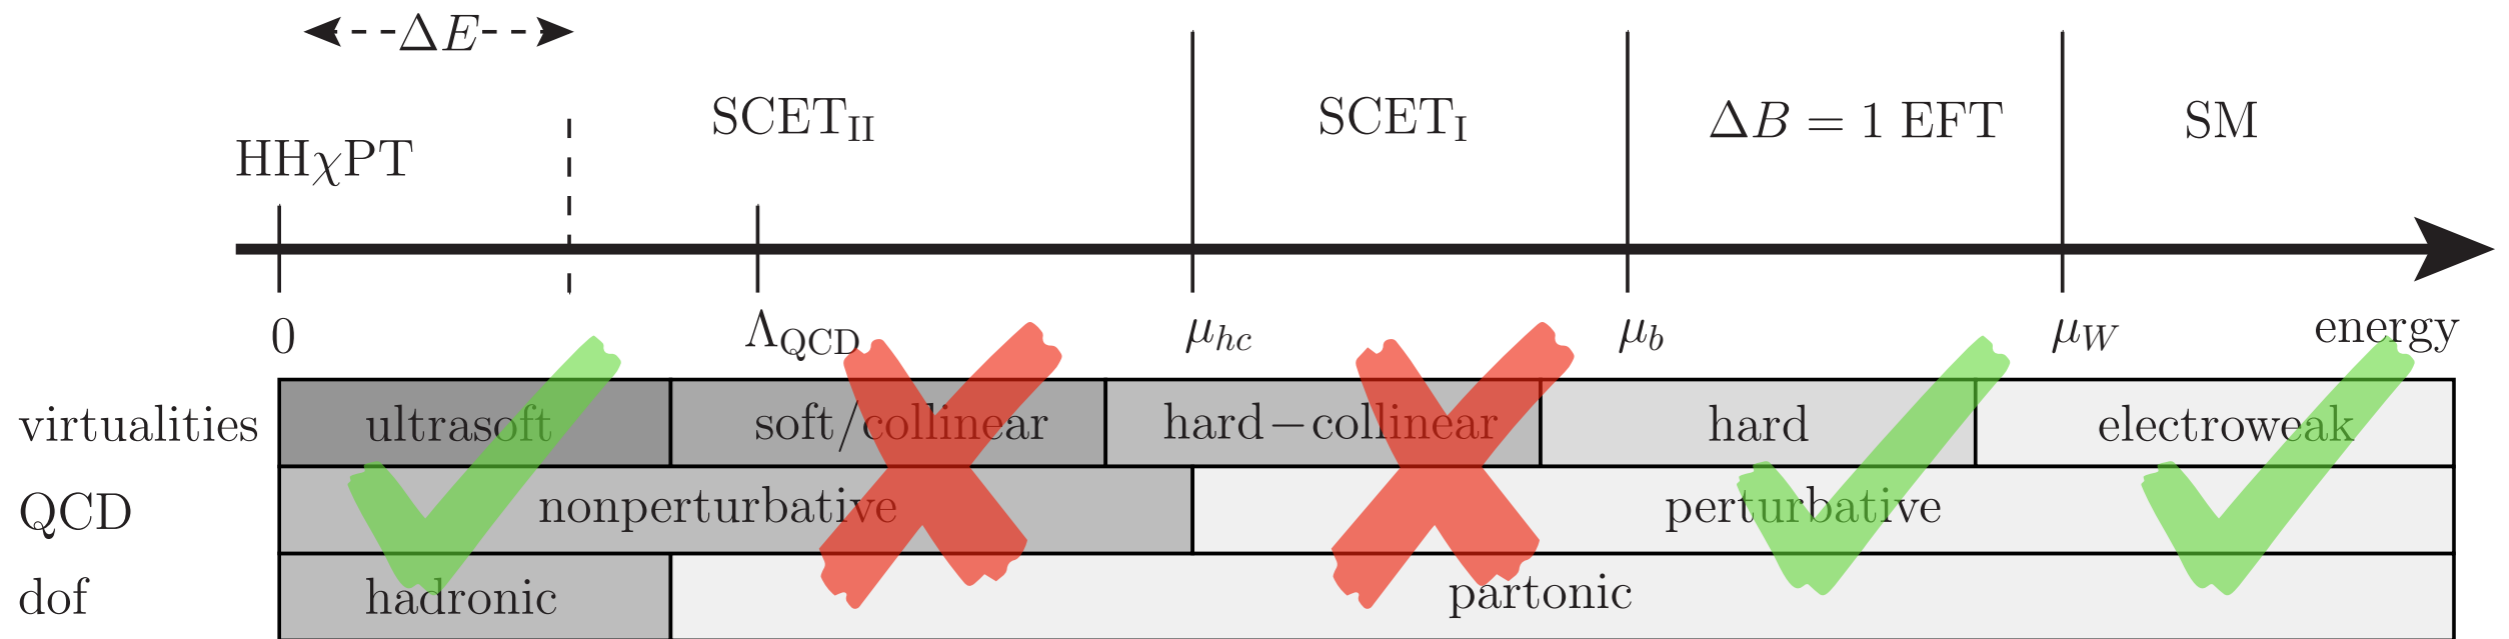 ΔE
SCET_II
SCET_I
ΔB = 1 EFT
SM
HHχPT
0
Λ_QCD
μ_hc
μ_b
μ_W
energy
virtualities
ultrasoft
soft/collinear
hard−collinear
hard
electroweak
QCD
nonperturbative
perturbative
dof
hadronic
partonic